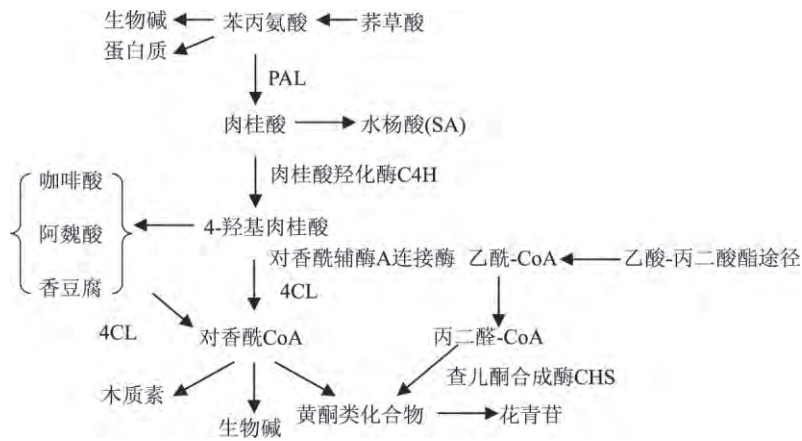 生物碱 苯丙氨酸 莽草酸
蛋白质
PAL
肉桂酸 水杨酸(SA)
肉桂酸羟化酶C4H
咖啡酸
4-羟基肉桂酸
阿魏酸
对香酰辅酶A连接酶 乙酰-CoA 乙酸-丙二酸酯途径
香豆腐
4CL
4CL
对香酰CoA 丙二醛-CoA
查儿酮合成酶CHS
木质素
黄酮类化合物 花青苷
生物碱